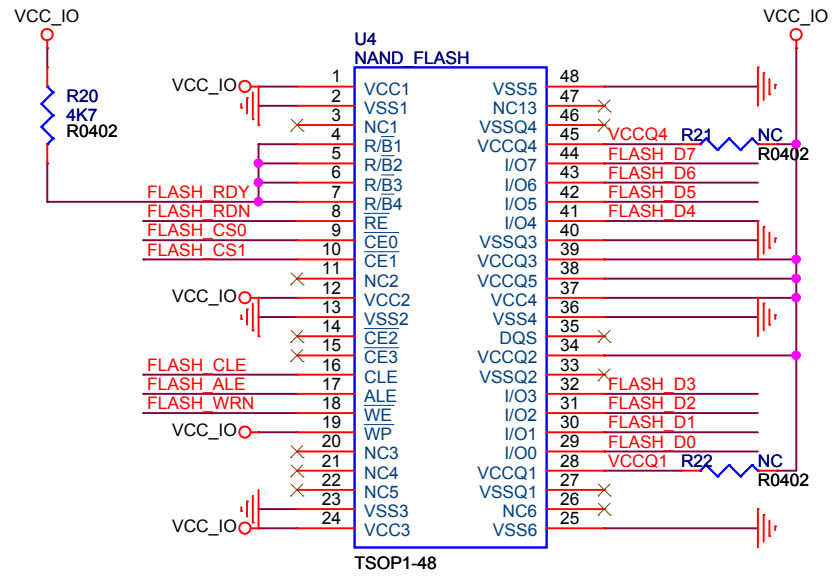 VCC_IO
VCC_IO
U4
NAND_FLASH
R20
4K7
R0402
VCC_IO
1 VCC1 VSS5 48
2 VSS1 NC13 47
3 NC1 VSSQ4 46
4 R/B1 VCCQ4 45 VCCQ4 R21 NC
R0402
5 R/B2 I/O7 44 FLASH_D7
6 R/B3 I/O6 43 FLASH_D6
FLASH_RDY 7 R/B4 I/O5 42 FLASH_D5
FLASH_RDN 8 RE I/O4 41 FLASH_D4
FLASH_CS0 9 CE0 VSSQ3 40
FLASH_CS1 10 CE1 VCCQ3 39
11 NC2 VCCQ5 38
VCC_IO 12 VCC2 VCC4 37
13 VSS2 VSS4 36
14 CE2 DQS 35
15 CE3 VCCQ2 34
FLASH_CLE 16 CLE VSSQ2 33
FLASH_ALE 17 ALE I/O3 32 FLASH_D3
FLASH_WRN 18 WE I/O2 31 FLASH_D2
VCC_IO 19 WP I/O1 30 FLASH_D1
20 NC3 I/O0 29 FLASH_D0
21 NC4 VCCQ1 28 VCCQ1 R22 NC
R0402
22 NC5 VSSQ1 27
23 VSS3 NC6 26
VCC_IO 24 VCC3 VSS6 25
TSOP1-48